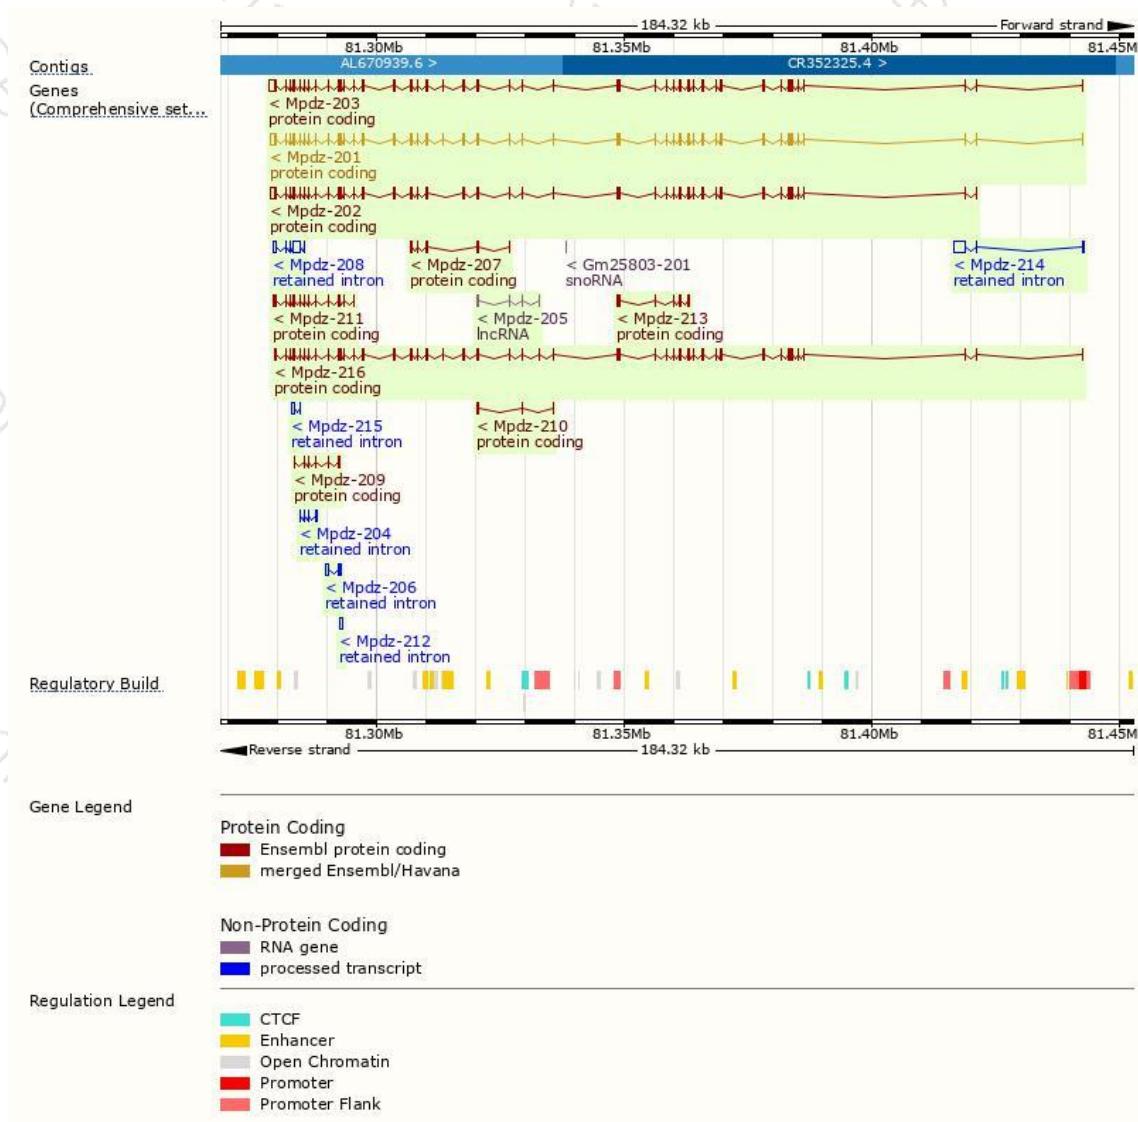 184.32 kb Forward strand
81.30Mb 81.35Mb 81.40Mb 81.45M
Contigs AL670939.6 > CR352325.4 >
Genes
(Comprehensive set...
< Mpdz-203
protein coding
< Mpdz-201
protein coding
< Mpdz-202
protein coding
< Mpdz-208 < Mpdz-207 < Gm25803-201 < Mpdz-214
retained intron protein coding snoRNA retained intron
< Mpdz-211 < Mpdz-205 < Mpdz-213
protein coding lncRNA protein coding
< Mpdz-216
protein coding
< Mpdz-215 < Mpdz-210
retained intron protein coding
< Mpdz-209
protein coding
< Mpdz-204
retained intron
< Mpdz-206
retained intron
< Mpdz-212
retained intron
Regulatory Build
81.30Mb 81.35Mb 81.40Mb 81.45M
Reverse strand 184.32 kb
Gene Legend
Protein Coding
Ensembl protein coding
merged Ensembl/Havana
Non-Protein Coding
RNA gene
processed transcript
Regulation Legend
CTCF
Enhancer
Open Chromatin
Promoter
Promoter Flank